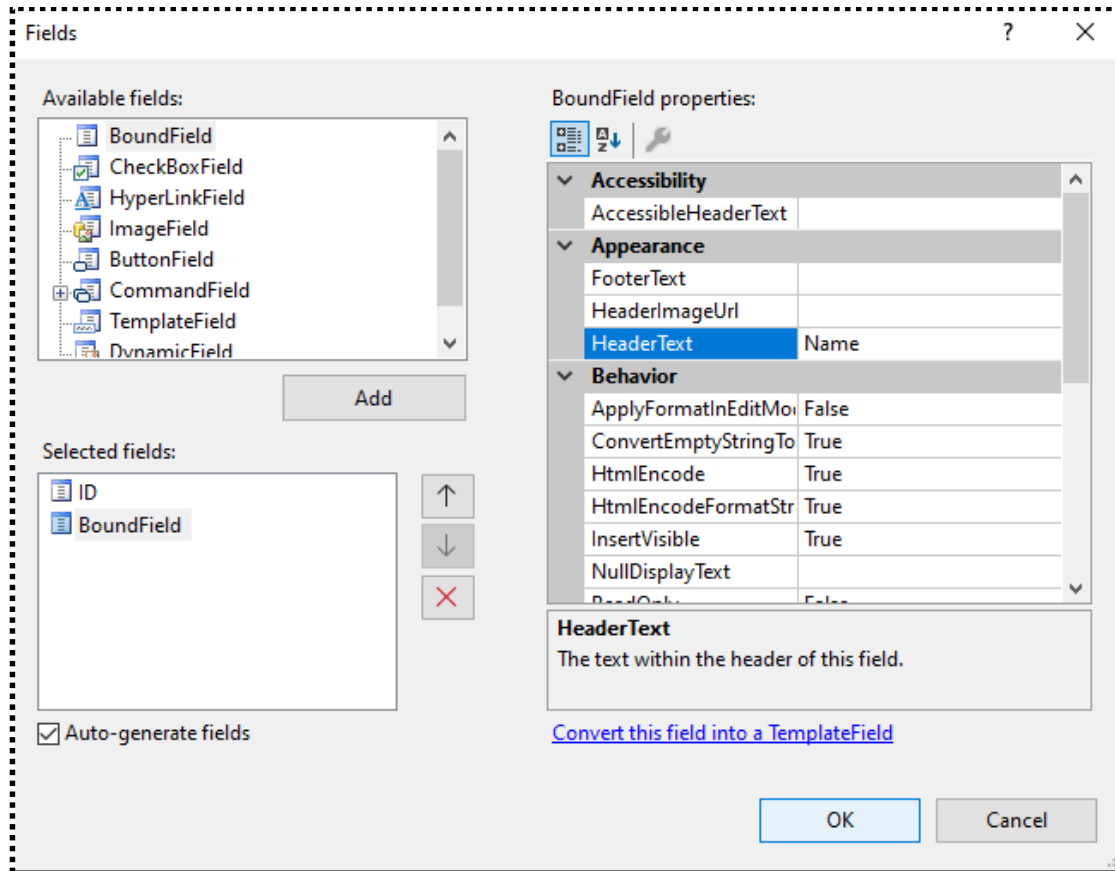 Fields
?
Available fields:
BoundField
CheckBoxField
HyperLinkField
ImageField
ButtonField
CommandField
TemplateField
DynamicField
Add
Selected fields:
ID
BoundField
Auto-generate fields
BoundField properties:
Accessibility
AccessibleHeaderText
Appearance
FooterText
HeaderImageUrl
HeaderText Name
Behavior
ApplyFormatInEditMo False
ConvertEmptyStringTo True
HtmlEncode True
HtmlEncodeFormatStr True
InsertVisible True
NullDisplayText
ReadOnly False
HeaderText
The text within the header of this field.
Convert this field into a TemplateField
OK Cancel